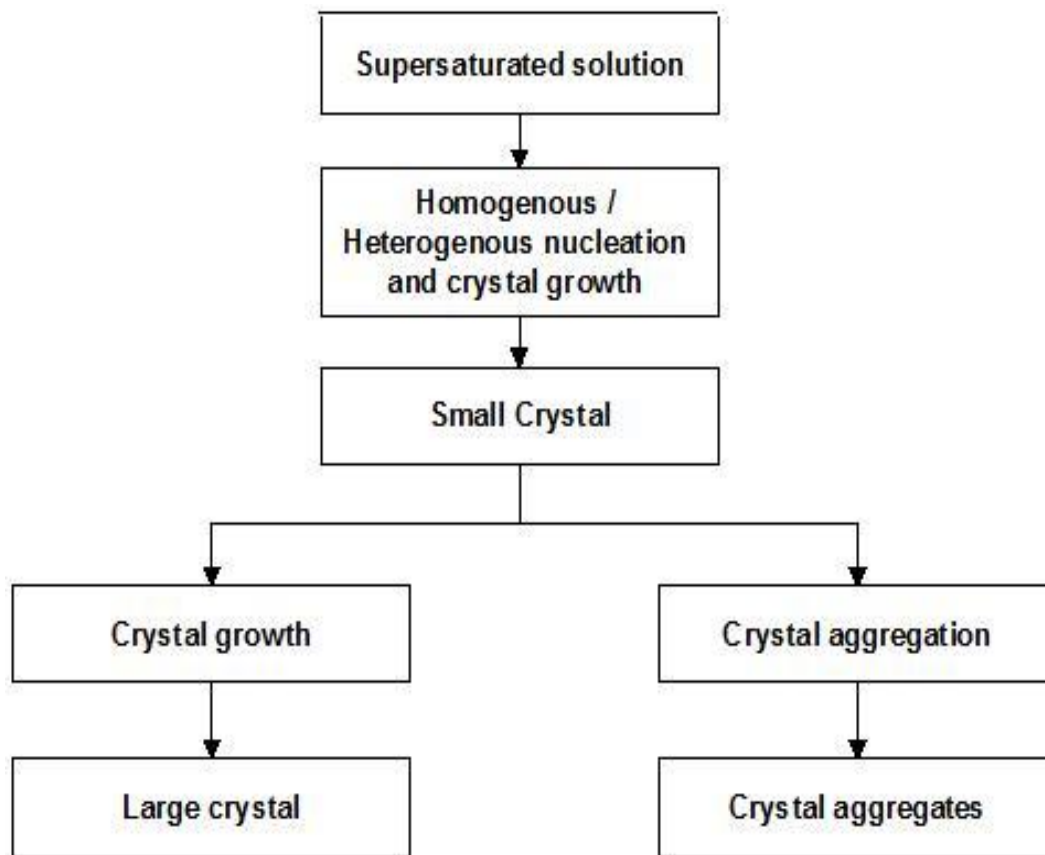 Supersaturated solution
Homogenous /
Heterogenous nucleation
and crystal growth
Small Crystal
Crystal growth
Crystal aggregation
Large crystal
Crystal aggregates